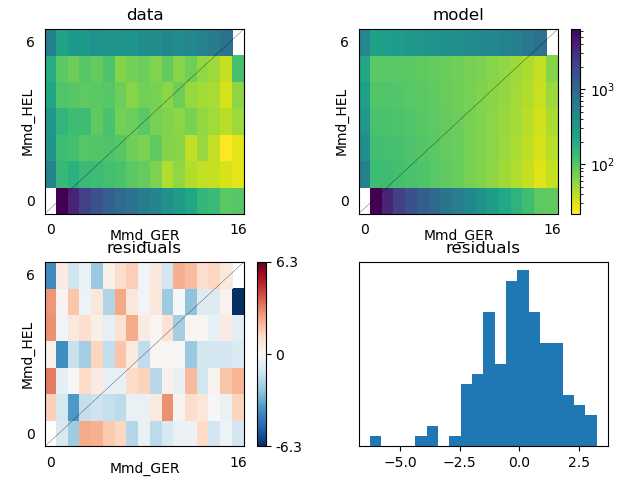 data
6
Mmd_HEL
0
0
Mmd_GER
16
model
6
Mmd_HEL
0
0
Mmd_GER
16
10³
10²
residuals
6
Mmd_HEL
0
0
Mmd_GER
16
6.3
0
-6.3
residuals
−5.0
−2.5
0.0
2.5